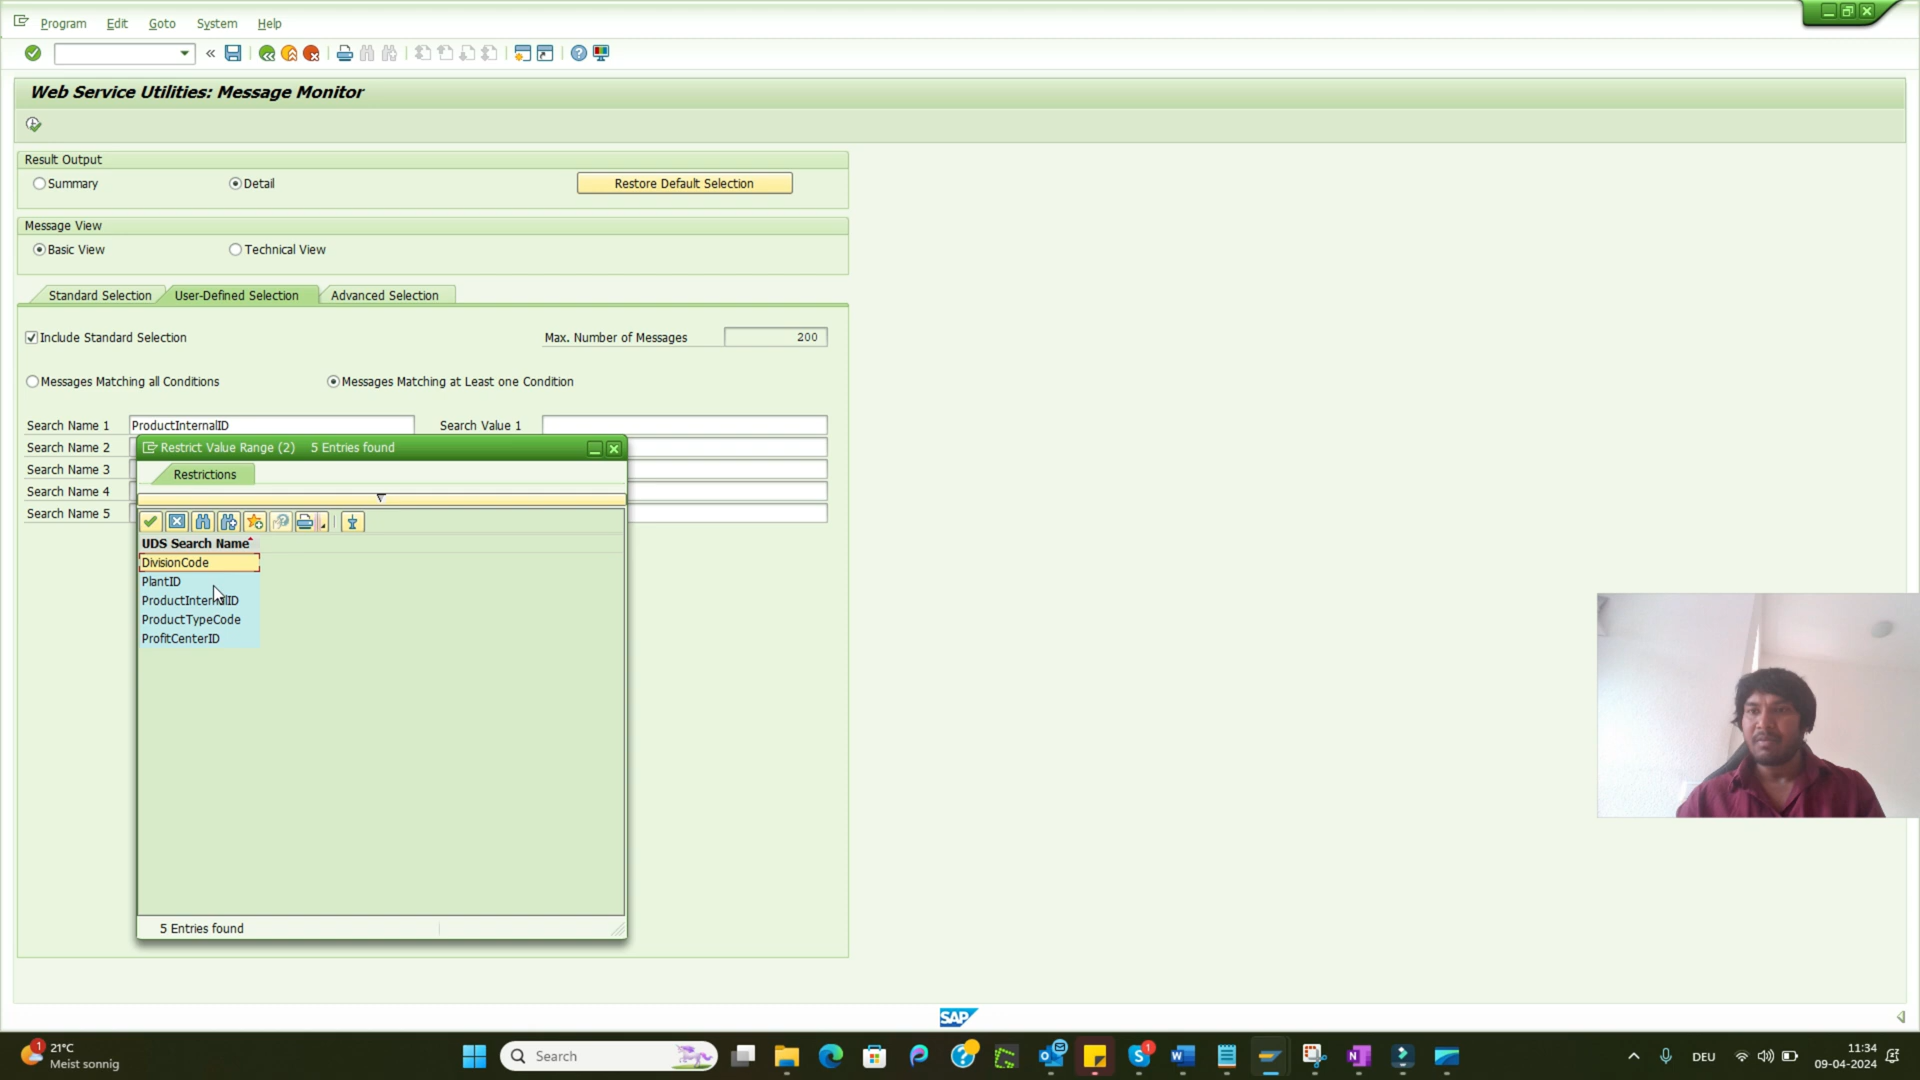 Program Edit Goto System Help
Web Service Utilities: Message Monitor
Result Output
Summary Detail Restore Default Selection
Message View
Basic View Technical View
Standard Selection User-Defined Selection Advanced Selection
Include Standard Selection Max. Number of Messages 200
Messages Matching all Conditions Messages Matching at Least one Condition
Search Name 1 ProductInternalID Search Value 1
Search Name 2
Search Name 3
Search Name 4
Search Name 5
Restrict Value Range (2) 5 Entries found
Restrictions
UDS Search Name
DivisionCode
PlantID
ProductInternalID
ProductTypeCode
ProfitCenterID
5 Entries found
SAP
1 21°C
Meist sonnig
Search
1
DEU
11:34
09-04-2024